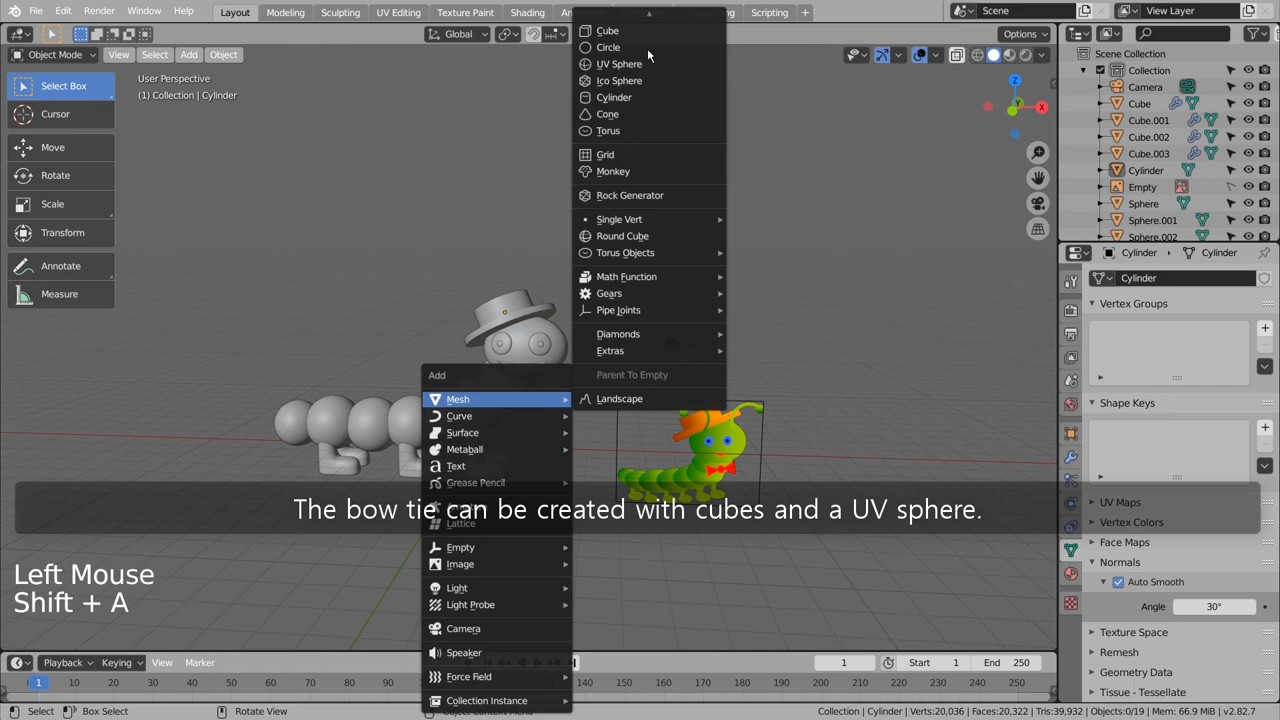 File Edit Render Window Help Layout Modeling Sculpting UV Editing Texture Paint Shading Scripting + Scene View Layer
Global Options
Object Mode View Select Add Object
User Perspective
(1) Collection | Cylinder
Select Box
Cursor
Move
Rotate
Scale
Transform
Annotate
Measure
Cube
Circle
UV Sphere
Ico Sphere
Cylinder
Cone
Torus
Grid
Monkey
Rock Generator
Single Vert
Round Cube
Torus Objects
Math Function
Gears
Pipe Joints
Diamonds
Extras
Parent To Empty
Landscape
Add
Mesh
Curve
Surface
Metaball
Text
Grease Pencil
Lattice
Empty
Image
Light
Light Probe
Camera
Speaker
Force Field
Collection Instance
Z
Y
X
Scene Collection
Collection
Camera
Cube
Cube.001
Cube.002
Cube.003
Cylinder
Empty
Sphere
Sphere.001
Sphere.002
Cylinder Cylinder
Cylinder
Vertex Groups
Shape Keys
UV Maps
Vertex Colors
Face Maps
Normals
Auto Smooth
Angle 30°
Texture Space
Remesh
Geometry Data
Texture - Tessellate
The bow tie can be created with cubes and a UV sphere.
Left Mouse
Shift + A
Playback Keying View Marker 1 Start 1 End 250
1 10 20 30 40 50 60 70 80 90 150 160 170 180 190 200 210 220 230 240 250
Select Box Select Rotate View Object Context Menu Collection | Cylinder | Verts:20,036 | Faces:20,322 | Tris:39,932 | Objects:0/19 | Mem: 66.9 MiB | v2.82.7